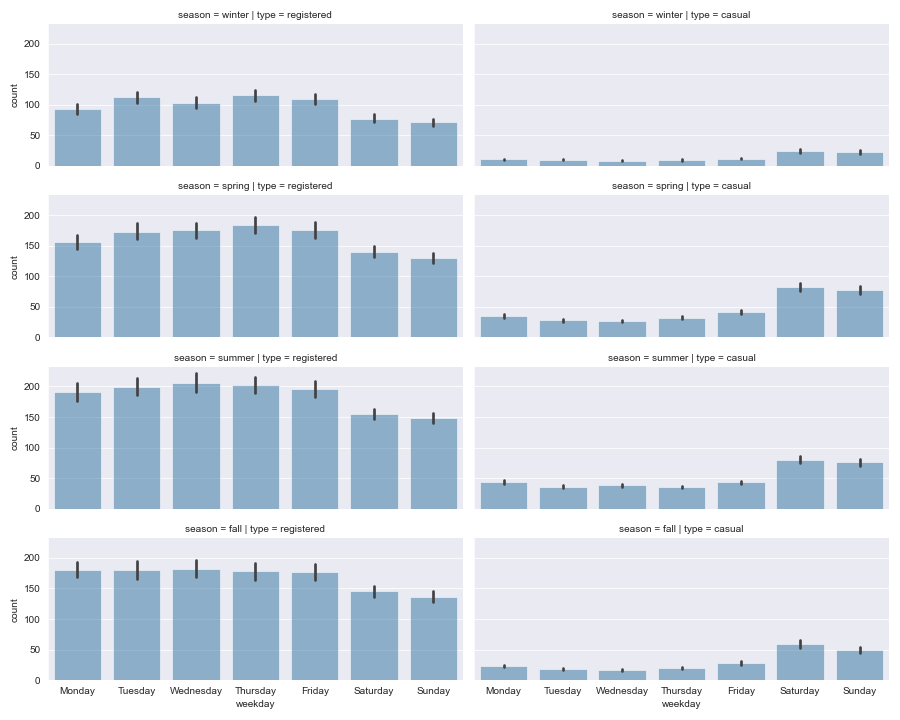 season = winter | type = registered
season = winter | type = casual
200
150
100
50
0
count
season = spring | type = registered
season = spring | type = casual
200
150
100
50
0
count
season = summer | type = registered
season = summer | type = casual
200
150
100
50
0
count
season = fall | type = registered
season = fall | type = casual
200
150
100
50
0
count
Monday Tuesday Wednesday Thursday Friday Saturday Sunday
weekday
Monday Tuesday Wednesday Thursday Friday Saturday Sunday
weekday